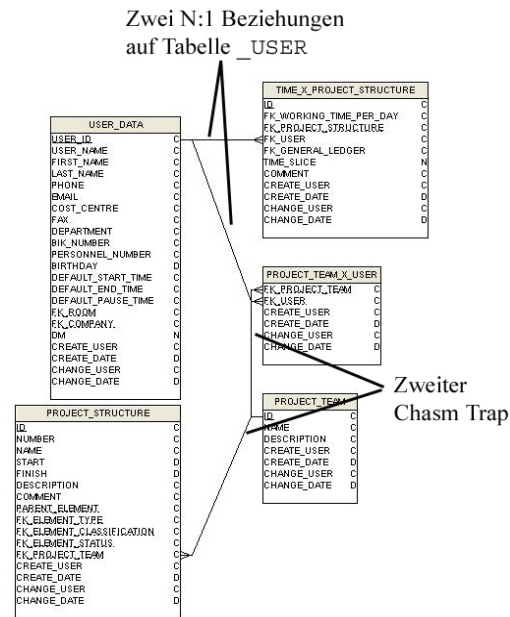 Zwei N:1 Beziehungen
auf Tabelle _USER
USER_DATA
USER_ID C
USER_NAME C
FIRST_NAME C
LAST_NAME C
PHONE C
EMAIL C
COST_CENTRE C
FAX C
DEPARTMENT C
BIK_NUMBER C
PERSONNEL_NUMBER C
BIRTHDAY D
DEFAULT_START_TIME C
DEFAULT_END_TIME C
DEFAULT_PAUSE_TIME C
FK_ROOM C
FK_COMPANY C
DM N
CREATE_USER C
CREATE_DATE D
CHANGE_USER C
CHANGE_DATE D
TIME_X_PROJECT_STRUCTURE
ID C
FK_WORKING_TIME_PER_DAY C
FK_PROJECT_STRUCTURE C
FK_USER C
FK_GENERAL_LEDGER C
TIME_SLICE N
COMMENT C
CREATE_USER C
CREATE_DATE D
CHANGE_USER C
CHANGE_DATE D
PROJECT_TEAM_X_USER
FK_PROJECT_TEAM C
FK_USER C
CREATE_USER C
CREATE_DATE D
CHANGE_USER C
CHANGE_DATE D
Zweiter
Chasm Trap
PROJECT_TEAM
ID C
NAME C
DESCRIPTION C
CREATE_USER C
CREATE_DATE D
CHANGE_USER C
CHANGE_DATE D
PROJECT_STRUCTURE
ID C
NUMBER C
NAME C
START D
FINISH D
DESCRIPTION C
COMMENT C
PARENT_ELEMENT C
FK_ELEMENT_TYPE C
FK_ELEMENT_CLASSIFICATION C
FK_ELEMENT_STATUS C
FK_PROJECT_TEAM C
CREATE_USER C
CREATE_DATE D
CHANGE_USER C
CHANGE_DATE D